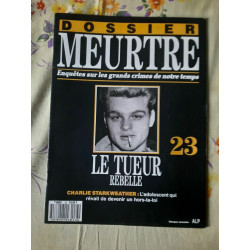 DOSSIER
MEURTRE
Enquêtes sur les grands crimes de notre temps
23
LE TUEUR
REBELLE
CHARLIE STARKWEATHER : L'adolescent qui
rêvait de devenir un hors-la-loi
ALP